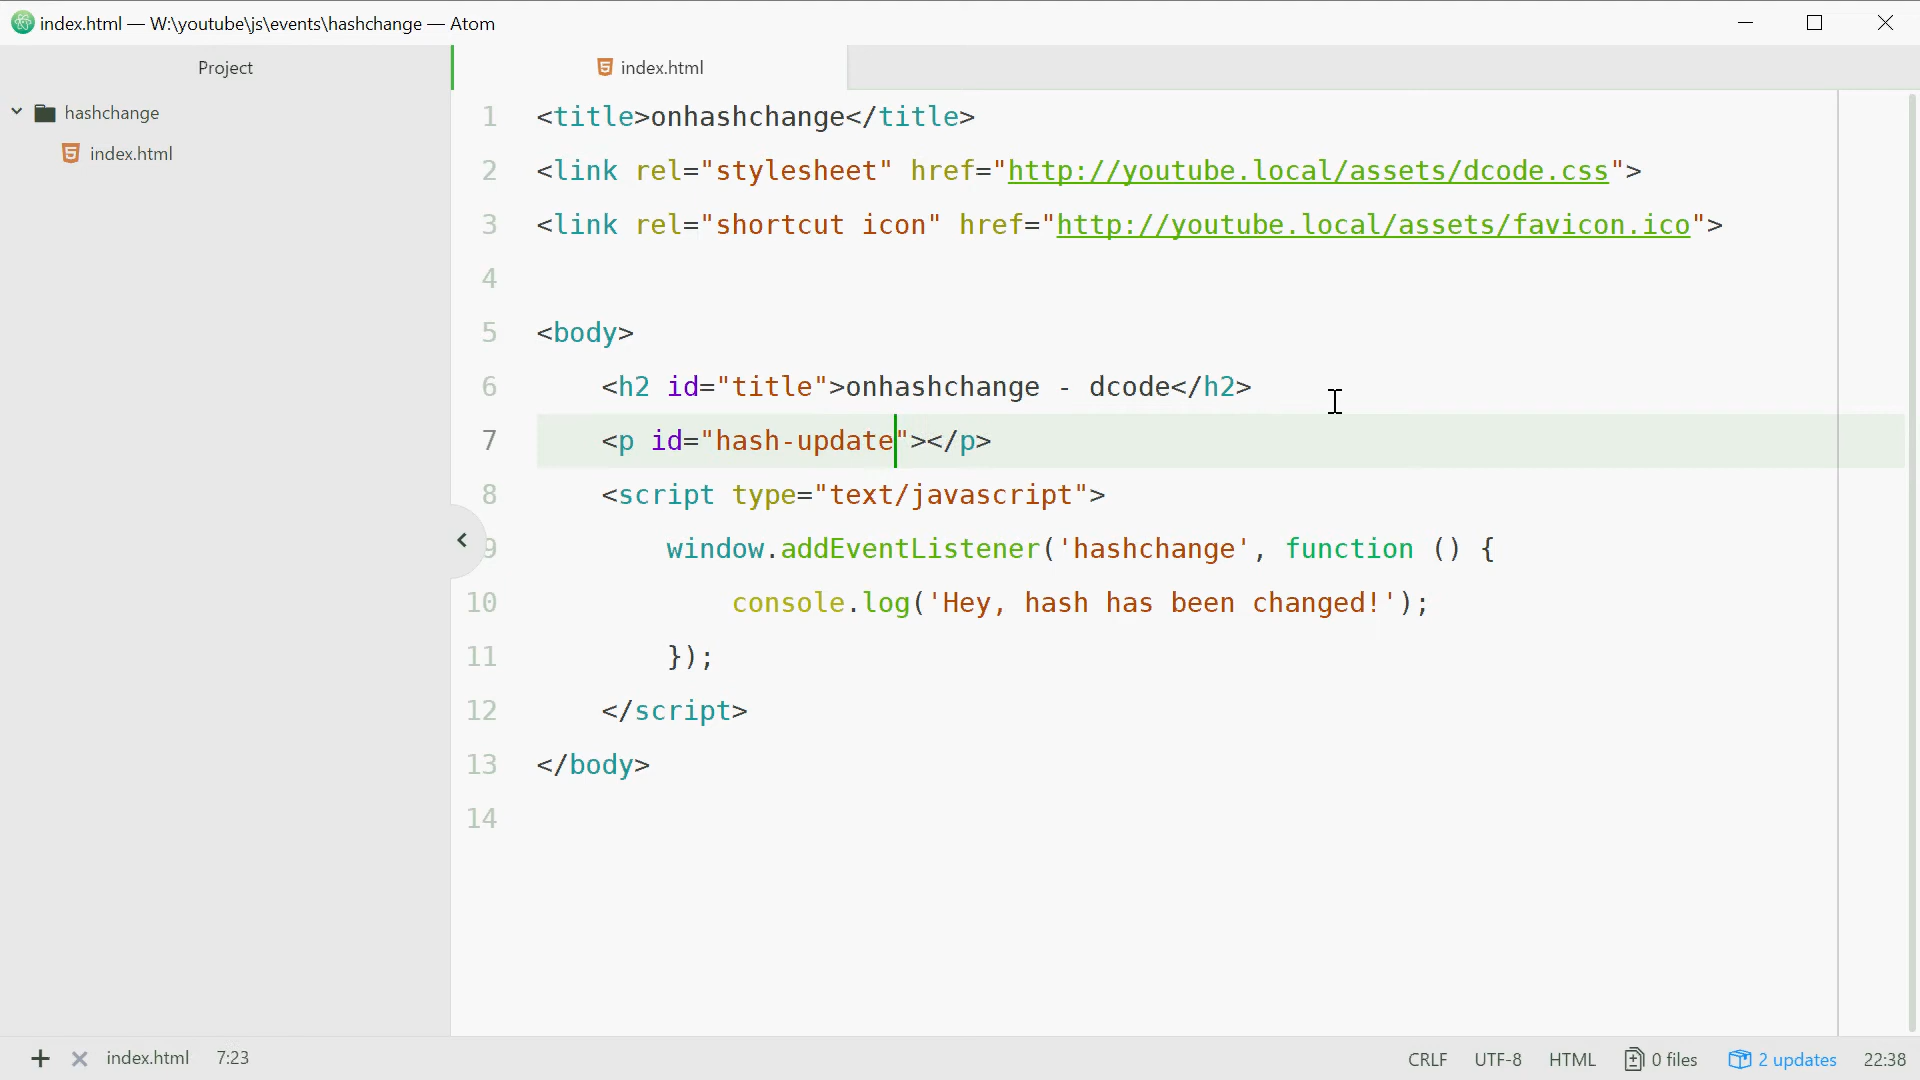 index.html — W:\youtube\js\events\hashchange — Atom
Project
index.html
hashchange
index.html
1 <title>onhashchange</title>
2 <link rel="stylesheet" href="http://youtube.local/assets/dcode.css">
3 <link rel="shortcut icon" href="http://youtube.local/assets/favicon.ico">
4
5 <body>
6     <h2 id="title">onhashchange - dcode</h2>
7     <p id="hash-update"></p>
8     <script type="text/javascript">
9         window.addEventListener('hashchange', function () {
10             console.log('Hey, hash has been changed!');
11         });
12     </script>
13 </body>
14
index.html 7:23 CRLF UTF-8 HTML 0 files 2 updates 22:38